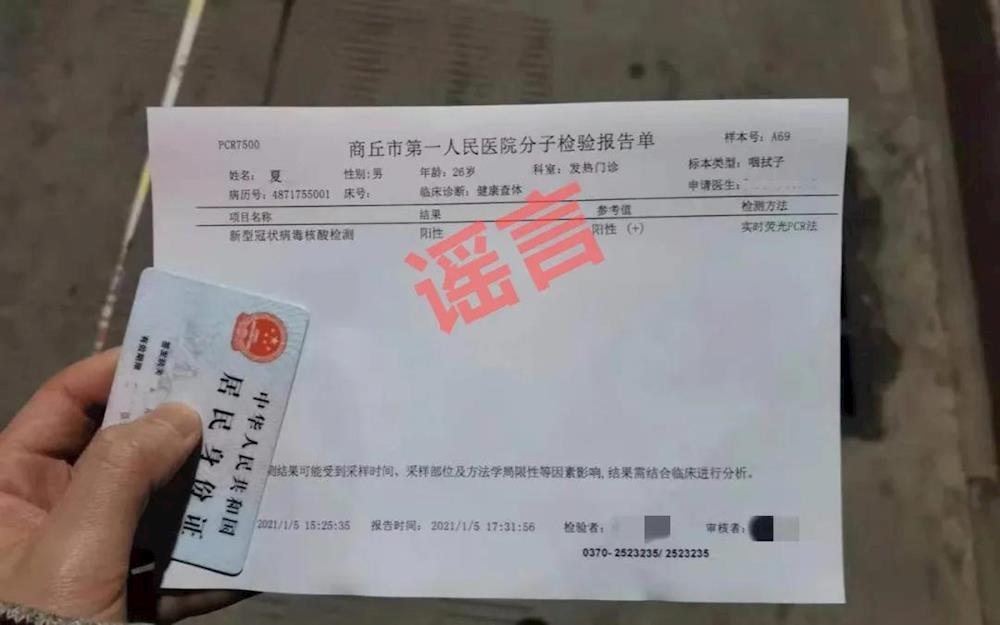 PCR7500
商丘市第一人民医院分子检验报告单
样本号: A69
姓名: 夏 性别:男 年龄: 26岁 科室: 发热门诊 标本类型: 咽拭子
病历号: 4871755001 床号: 临床诊断: 健康查体 申请医生:
项目名称 结果 参考值 检测方法
新型冠状病毒核酸检测 阳性 阳性 (+) 实时荧光PCR法
谣言
测结果可能受到采样时间、采样部位及方法学局限性等因素影响,结果需结合临床进行分析。
2021/1/5 15:25:35 报告时间: 2021/1/5 17:31:56 检验者: 审核者:
0370- 2523235/ 2523235
中华人民共和国
居民身份证
签发机关
有效期限